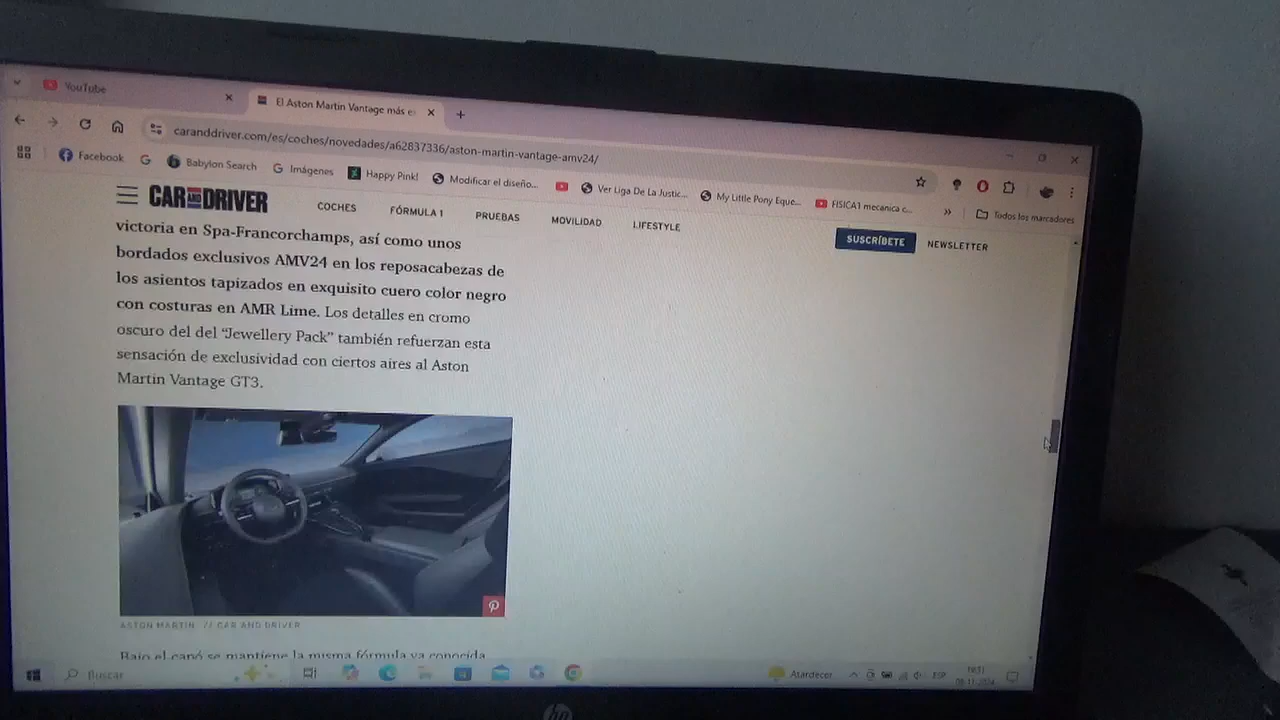 YouTube
El Aston Martin Vantage más e
caranddriver.com/es/coches/novedades/a62837336/aston-martin-vantage-amv24/
Facebook
Babylon Search
Imágenes
Happy Pink!
Modificar el diseño...
Ver Liga De La Justic...
My Little Pony Eque...
FISICA1 mecanica c...
»
Todos los marcadores
CAR AND DRIVER
COCHES
FÓRMULA 1
PRUEBAS
MOVILIDAD
LIFESTYLE
SUSCRÍBETE
NEWSLETTER
victoria en Spa-Francorchamps, así como unos
bordados exclusivos AMV24 en los reposacabezas de
los asientos tapizados en exquisito cuero color negro
con costuras en AMR Lime. Los detalles en cromo
oscuro del del “Jewellery Pack” también refuerzan esta
sensación de exclusividad con ciertos aires al Aston
Martin Vantage GT3.
ASTON MARTIN // CAR AND DRIVER
Bajo el capó se mantiene la misma fórmula ya conocida
Buscar
Atardecer
ESP
hp